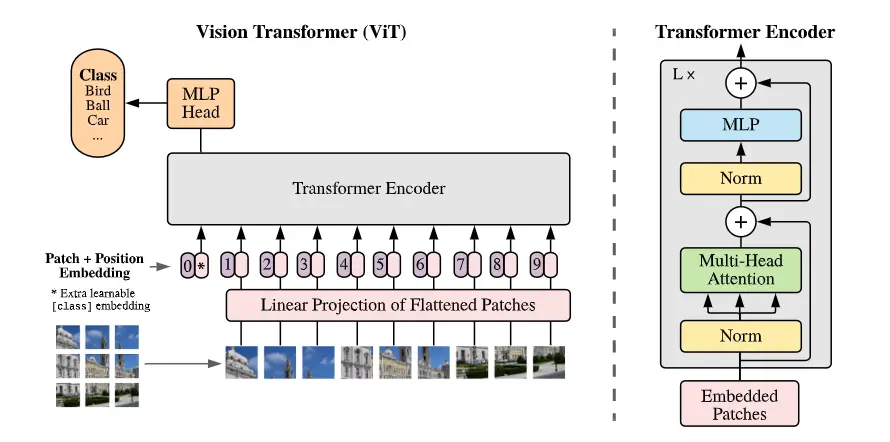 Vision Transformer (ViT)
Class
Bird
Ball
Car
...
MLP
Head
Transformer Encoder
Patch + Position
Embedding
0 * 1 2 3 4 5 6 7 8 9
* Extra learnable
[class] embedding
Linear Projection of Flattened Patches
Transformer Encoder
L ×
+
MLP
Norm
+
Multi-Head
Attention
Norm
Embedded
Patches